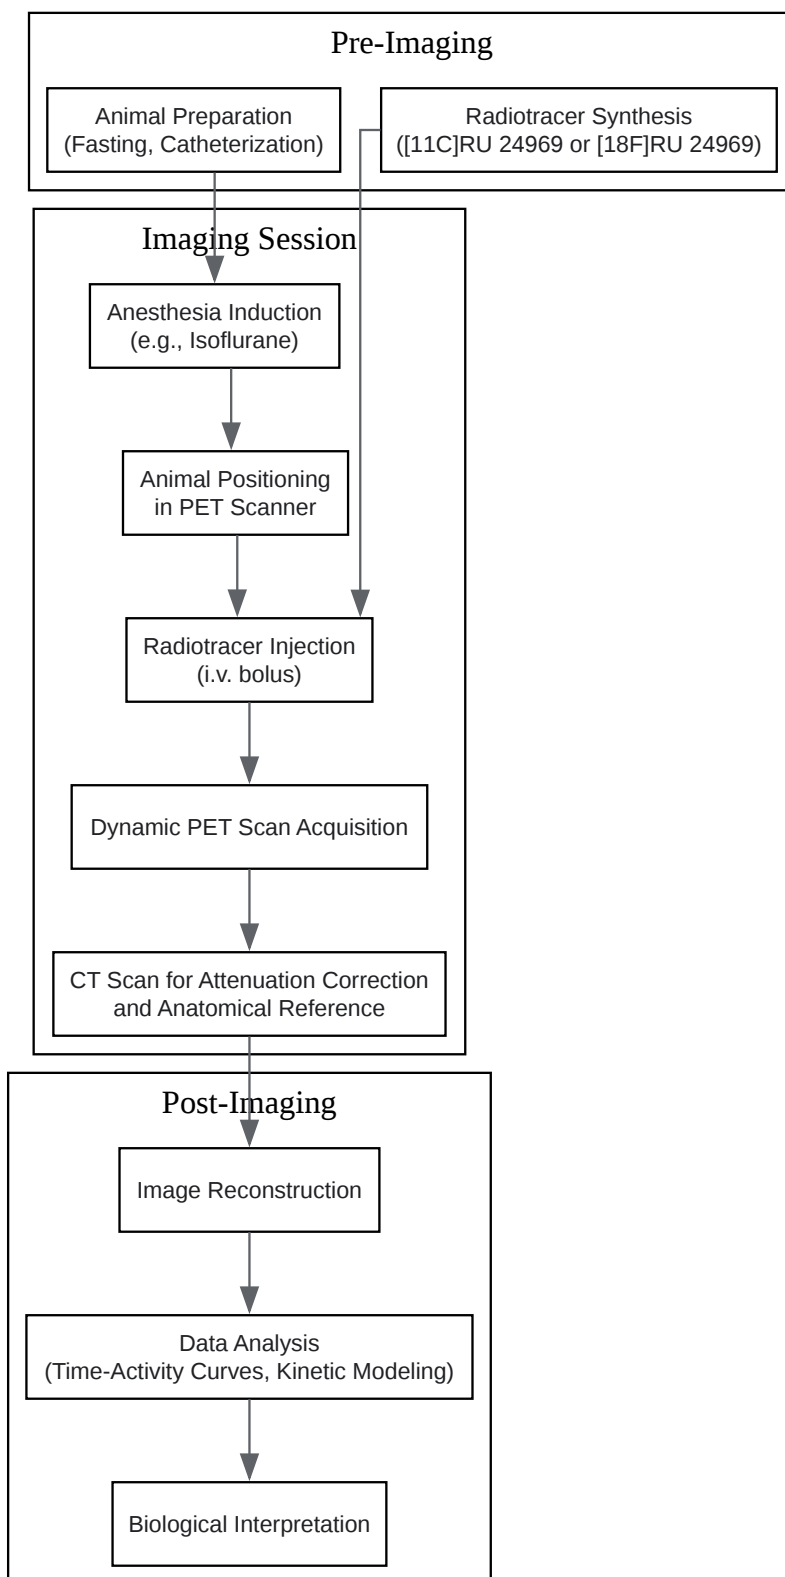 Pre-Imaging
Animal Preparation
(Fasting, Catheterization)
Radiotracer Synthesis
([11C]RU 24969 or [18F]RU 24969)
Imaging Session
Anesthesia Induction
(e.g., Isoflurane)
Animal Positioning
in PET Scanner
Radiotracer Injection
(i.v. bolus)
Dynamic PET Scan Acquisition
CT Scan for Attenuation Correction
and Anatomical Reference
Post-Imaging
Image Reconstruction
Data Analysis
(Time-Activity Curves, Kinetic Modeling)
Biological Interpretation